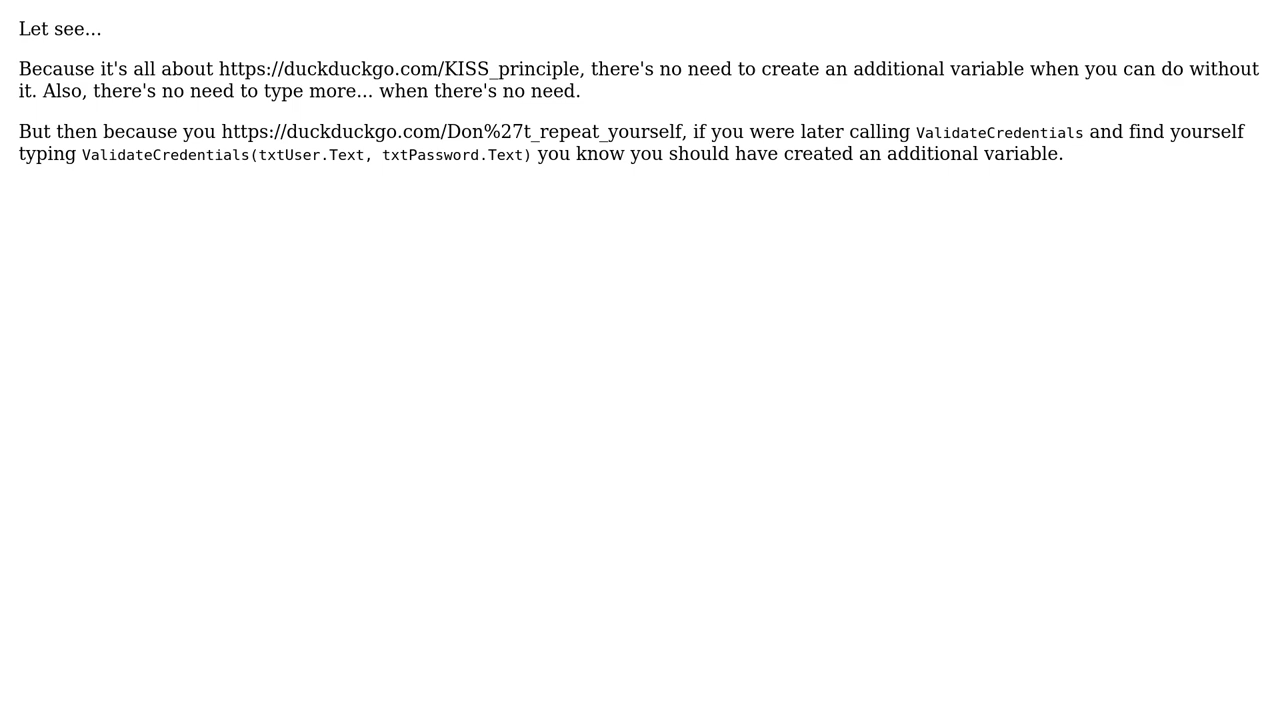 Let see...
Because it's all about https://duckduckgo.com/KISS_principle, there's no need to create an additional variable when you can do without
it. Also, there's no need to type more... when there's no need.
But then because you https://duckduckgo.com/Don%27t_repeat_yourself, if you were later calling ValidateCredentials and find yourself
typing ValidateCredentials(txtUser.Text, txtPassword.Text) you know you should have created an additional variable.